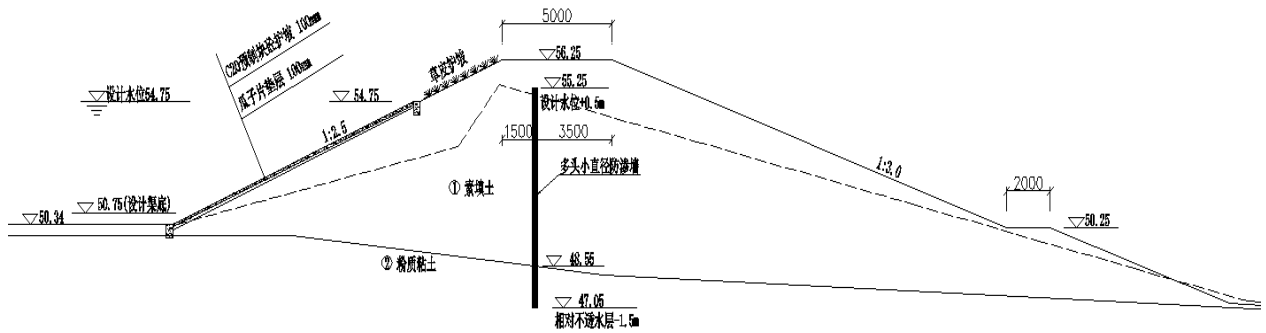 5000
C20预制块砼护坡 100mm
瓜子片垫层 100mm
草皮护坡
56.25
设计水位54.75
54.75
55.25
设计水位+0.5m
1:2.5
1500
3500
多头小直径防渗墙
1:3.0
① 素填土
2000
50.75(设计渠底)
50.34
50.25
② 粉质粘土
48.55
47.05
相对不透水层-1.5m